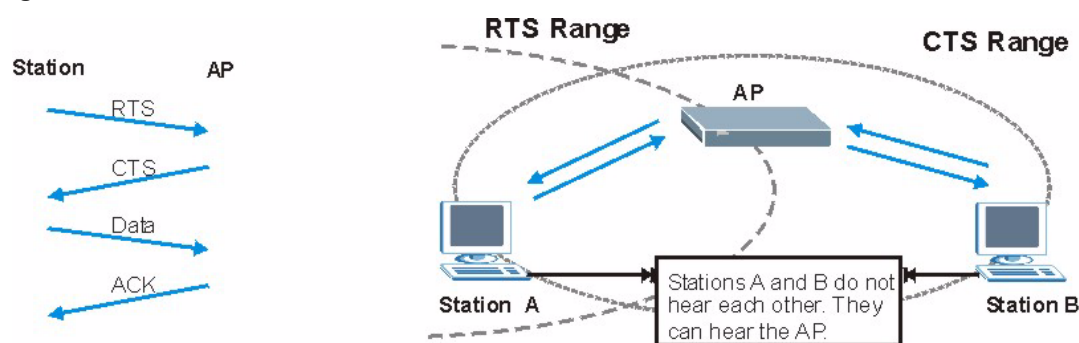 RTS Range
CTS Range
Station AP
RTS
CTS
Data
ACK
AP
Station A
Stations A and B do not
hear each other. They
can hear the AP.
Station B